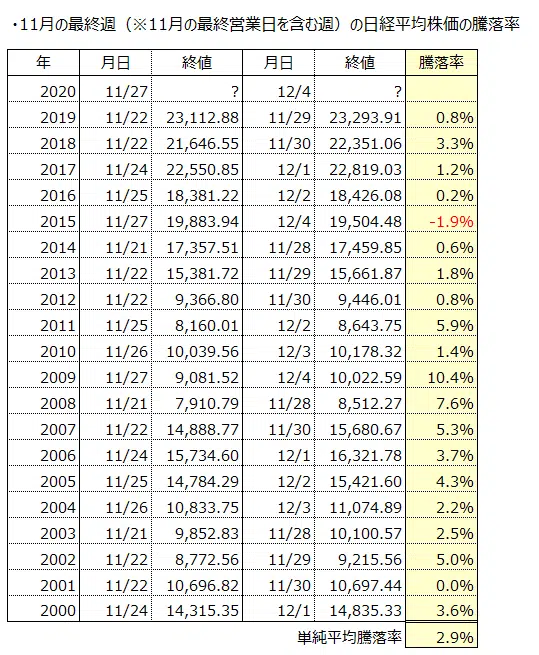 ・11月の最終週（※11月の最終営業日を含む週）の日経平均株価の騰落率
年 月日 終値 月日 終値 騰落率
2020 11/27 ? 12/4 ?
2019 11/22 23,112.88 11/29 23,293.91 0.8%
2018 11/22 21,646.55 11/30 22,351.06 3.3%
2017 11/24 22,550.85 12/1 22,819.03 1.2%
2016 11/25 18,381.22 12/2 18,426.08 0.2%
2015 11/27 19,883.94 12/4 19,504.48 -1.9%
2014 11/21 17,357.51 11/28 17,459.85 0.6%
2013 11/22 15,381.72 11/29 15,661.87 1.8%
2012 11/22 9,366.80 11/30 9,446.01 0.8%
2011 11/25 8,160.01 12/2 8,643.75 5.9%
2010 11/26 10,039.56 12/3 10,178.32 1.4%
2009 11/27 9,081.52 12/4 10,022.59 10.4%
2008 11/21 7,910.79 11/28 8,512.27 7.6%
2007 11/22 14,888.77 11/30 15,680.67 5.3%
2006 11/24 15,734.60 12/1 16,321.78 3.7%
2005 11/25 14,784.29 12/2 15,421.60 4.3%
2004 11/26 10,833.75 12/3 11,074.89 2.2%
2003 11/21 9,852.83 11/28 10,100.57 2.5%
2002 11/22 8,772.56 11/29 9,215.56 5.0%
2001 11/22 10,696.82 11/30 10,697.44 0.0%
2000 11/24 14,315.35 12/1 14,835.33 3.6%
単純平均騰落率 2.9%